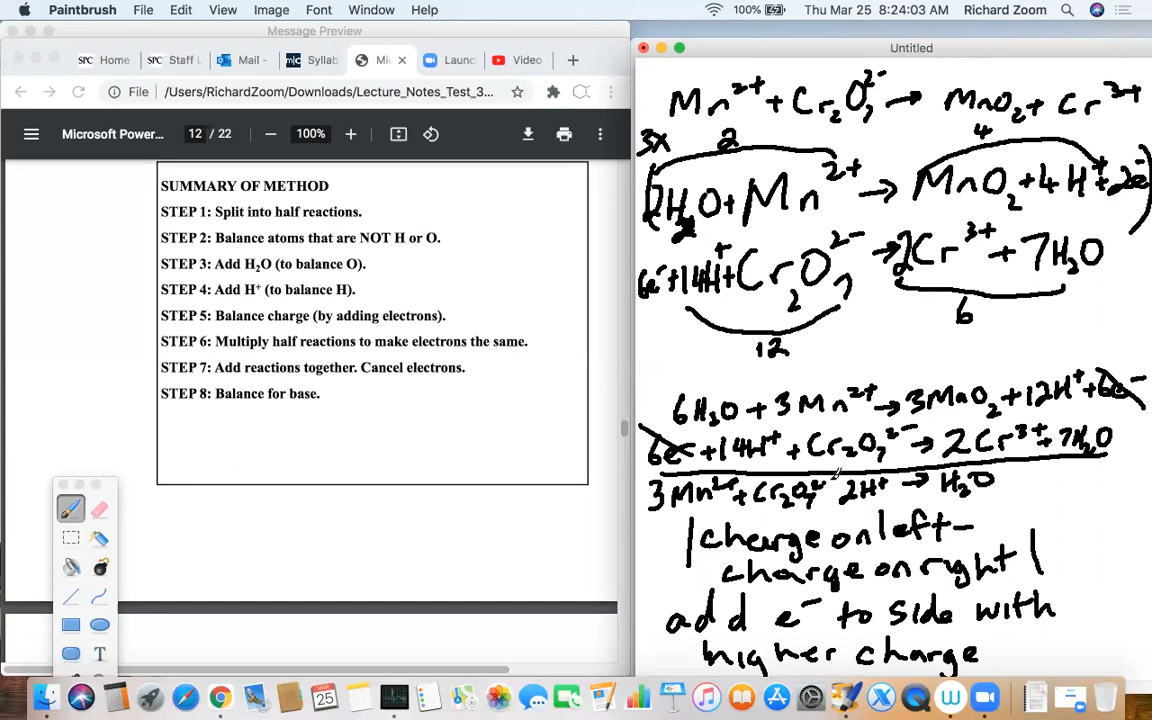 Paintbrush File Edit View Image Font Window Help 100% Thu Mar 25 8:24:03 AM Richard Zoom
Message Preview
SPC Home SPC Staff L Mail - m|c Syllab Mi Launc Video
/Users/RichardZoom/Downloads/Lecture_Notes_Test_3...
Microsoft Powe... 12 / 22 100%
SUMMARY OF METHOD
STEP 1: Split into half reactions.
STEP 2: Balance atoms that are NOT H or O.
STEP 3: Add H₂O (to balance O).
STEP 4: Add H⁺ (to balance H).
STEP 5: Balance charge (by adding electrons).
STEP 6: Multiply half reactions to make electrons the same.
STEP 7: Add reactions together. Cancel electrons.
STEP 8: Balance for base.
T
25
W
Untitled
Mn²⁺ + Cr₂O₇²⁻ → MnO₂ + Cr³⁺
3x 2 4
(2H₂O + Mn²⁺ → MnO₂ + 4H⁺ + 2e⁻)
6e⁻ + 14H⁺ + Cr₂O₇²⁻ → 2Cr³⁺ + 7H₂O
12 6
6H₂O + 3Mn²⁺ → 3MnO₂ + 12H⁺ + 6e⁻
6e⁻ + 14H⁺ + Cr₂O₇²⁻ → 2Cr³⁺ + 7H₂O
3Mn²⁺ + Cr₂O₇²⁻ 2H⁺ → H₂O
|charge on left -
charge on right|
add e⁻ to side with
higher charge